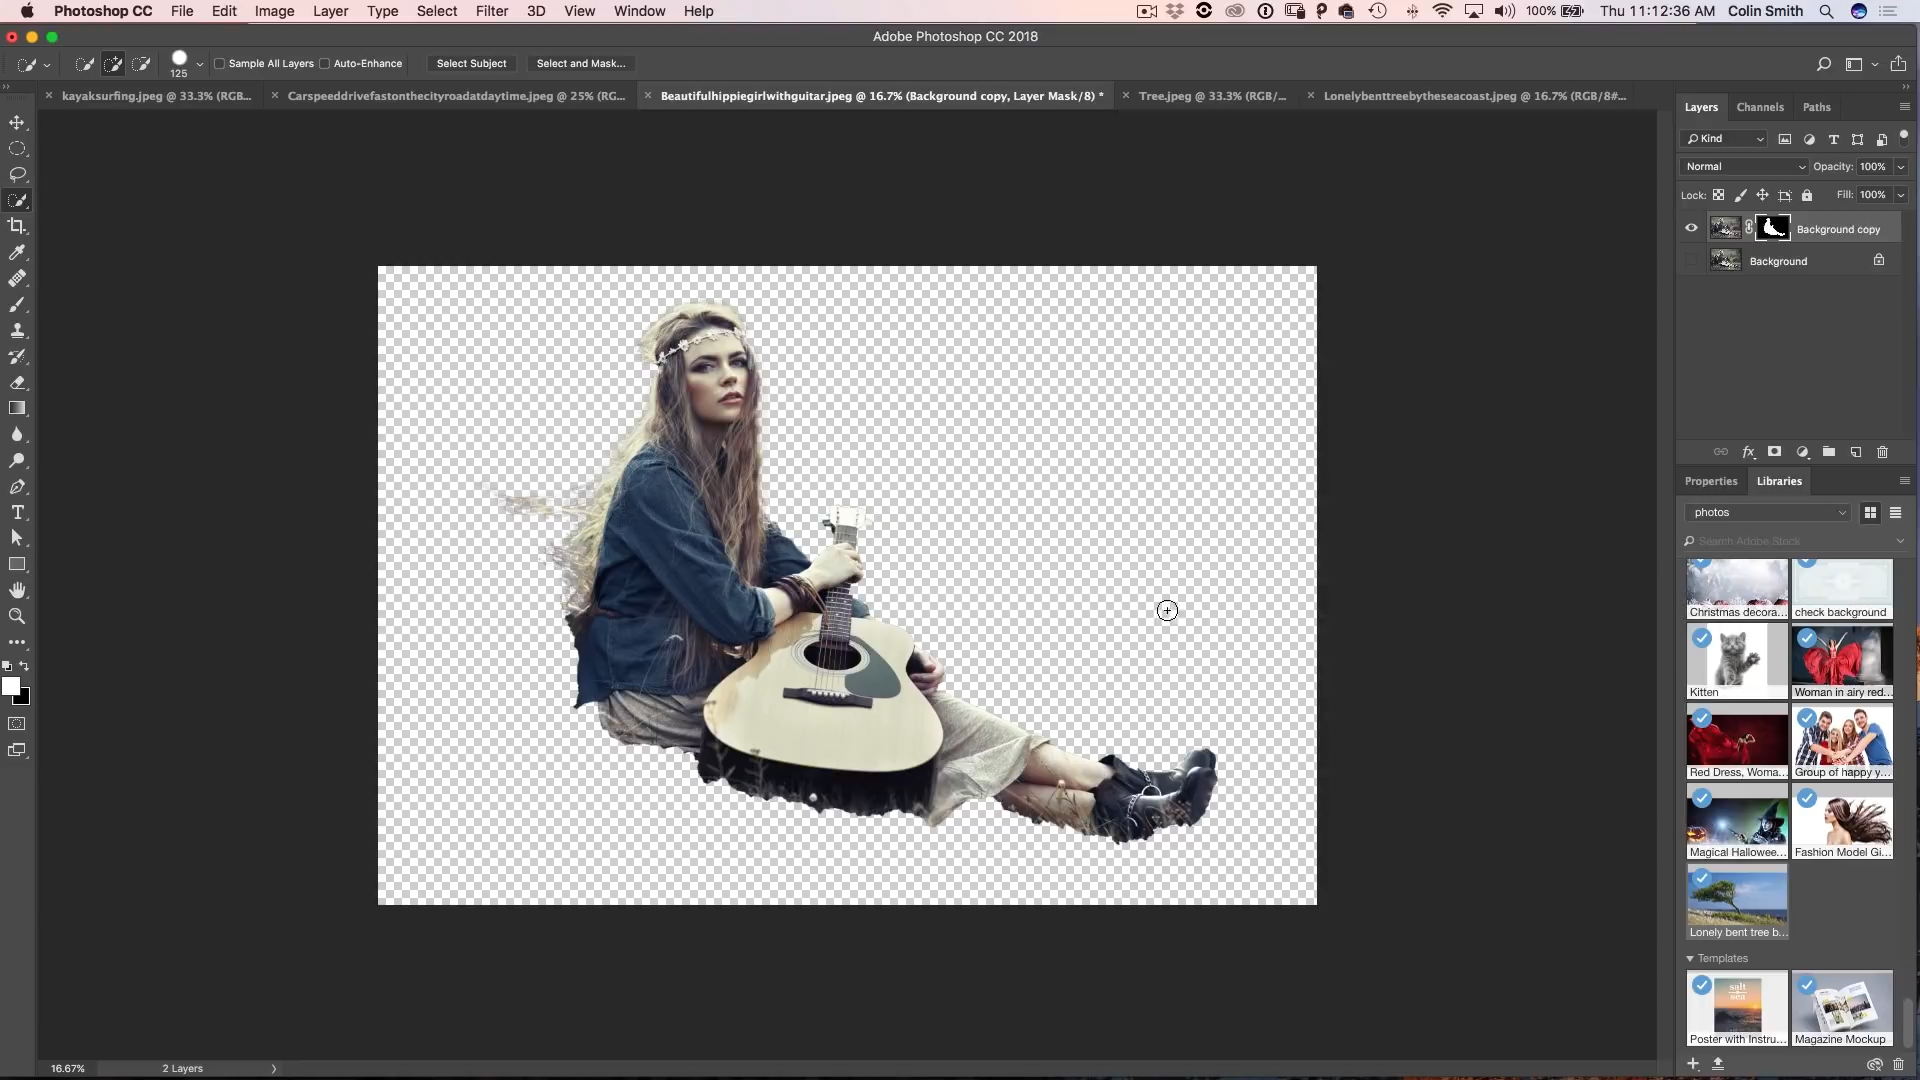 Photoshop CC File Edit Image Layer Type Select Filter 3D View Window Help 100% Thu 11:12:36 AM Colin Smith
Adobe Photoshop CC 2018
125 Sample All Layers Auto-Enhance Select Subject Select and Mask...
kayaksurfing.jpeg @ 33.3% (RGB... Carspeeddrivefastonthecityroadatdaytime.jpeg @ 25% (RG... Beautifulhippiegirlwithguitar.jpeg @ 16.7% (Background copy, Layer Mask/8) * Tree.jpeg @ 33.3% (RGB/... Lonelybenttreebytheseacoast.jpeg @ 16.7% (RGB/8#...
Layers Channels Paths
Kind
Normal Opacity: 100%
Lock: Fill: 100%
Background copy
Background
Properties Libraries
photos
Search Adobe Stock
Christmas decora... check background
Kitten Woman in airy red...
Red Dress, Woma... Group of happy y...
Magical Hallowee... Fashion Model Gi...
Lonely bent tree b...
Templates
salt
sea
Poster with Instru... Magazine Mockup
16.67% 2 Layers